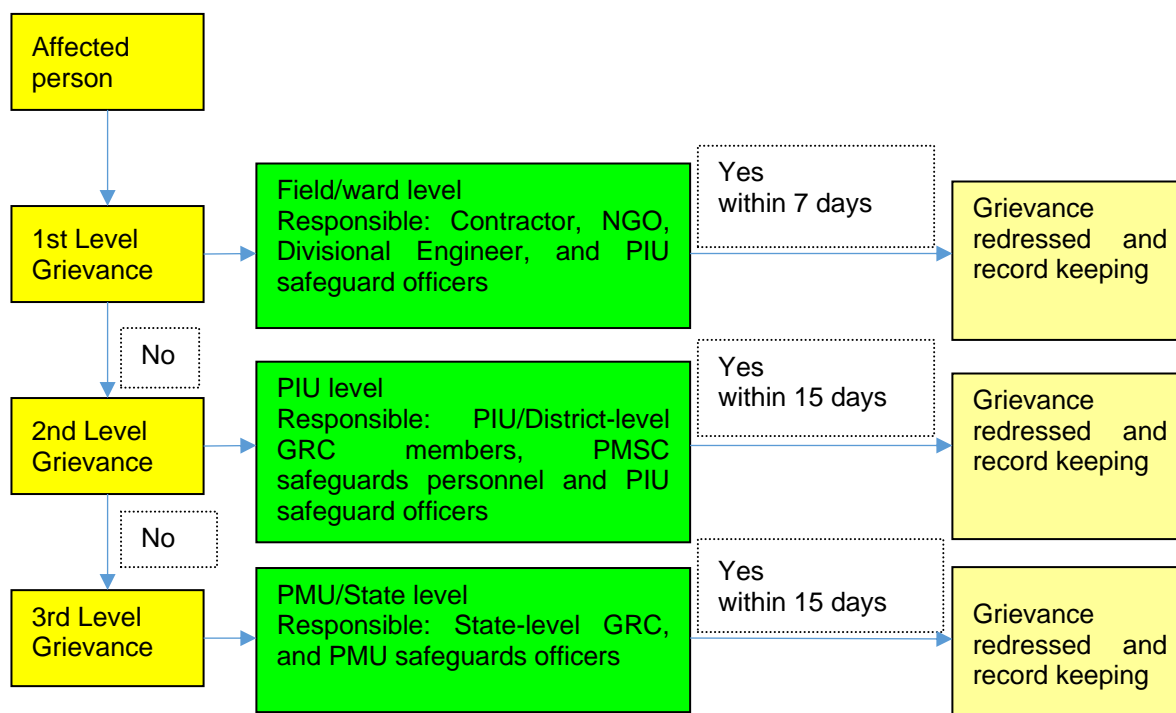 Affected
person
1st Level
Grievance
Field/ward level
Responsible: Contractor, NGO,
Divisional Engineer, and PIU
safeguard officers
Yes
within 7 days
Grievance
redressed and
record keeping
No
2nd Level
Grievance
PIU level
Responsible: PIU/District-level
GRC members, PMSC
safeguards personnel and PIU
safeguard officers
Yes
within 15 days
Grievance
redressed and
record keeping
No
3rd Level
Grievance
PMU/State level
Responsible: State-level GRC,
and PMU safeguards officers
Yes
within 15 days
Grievance
redressed and
record keeping